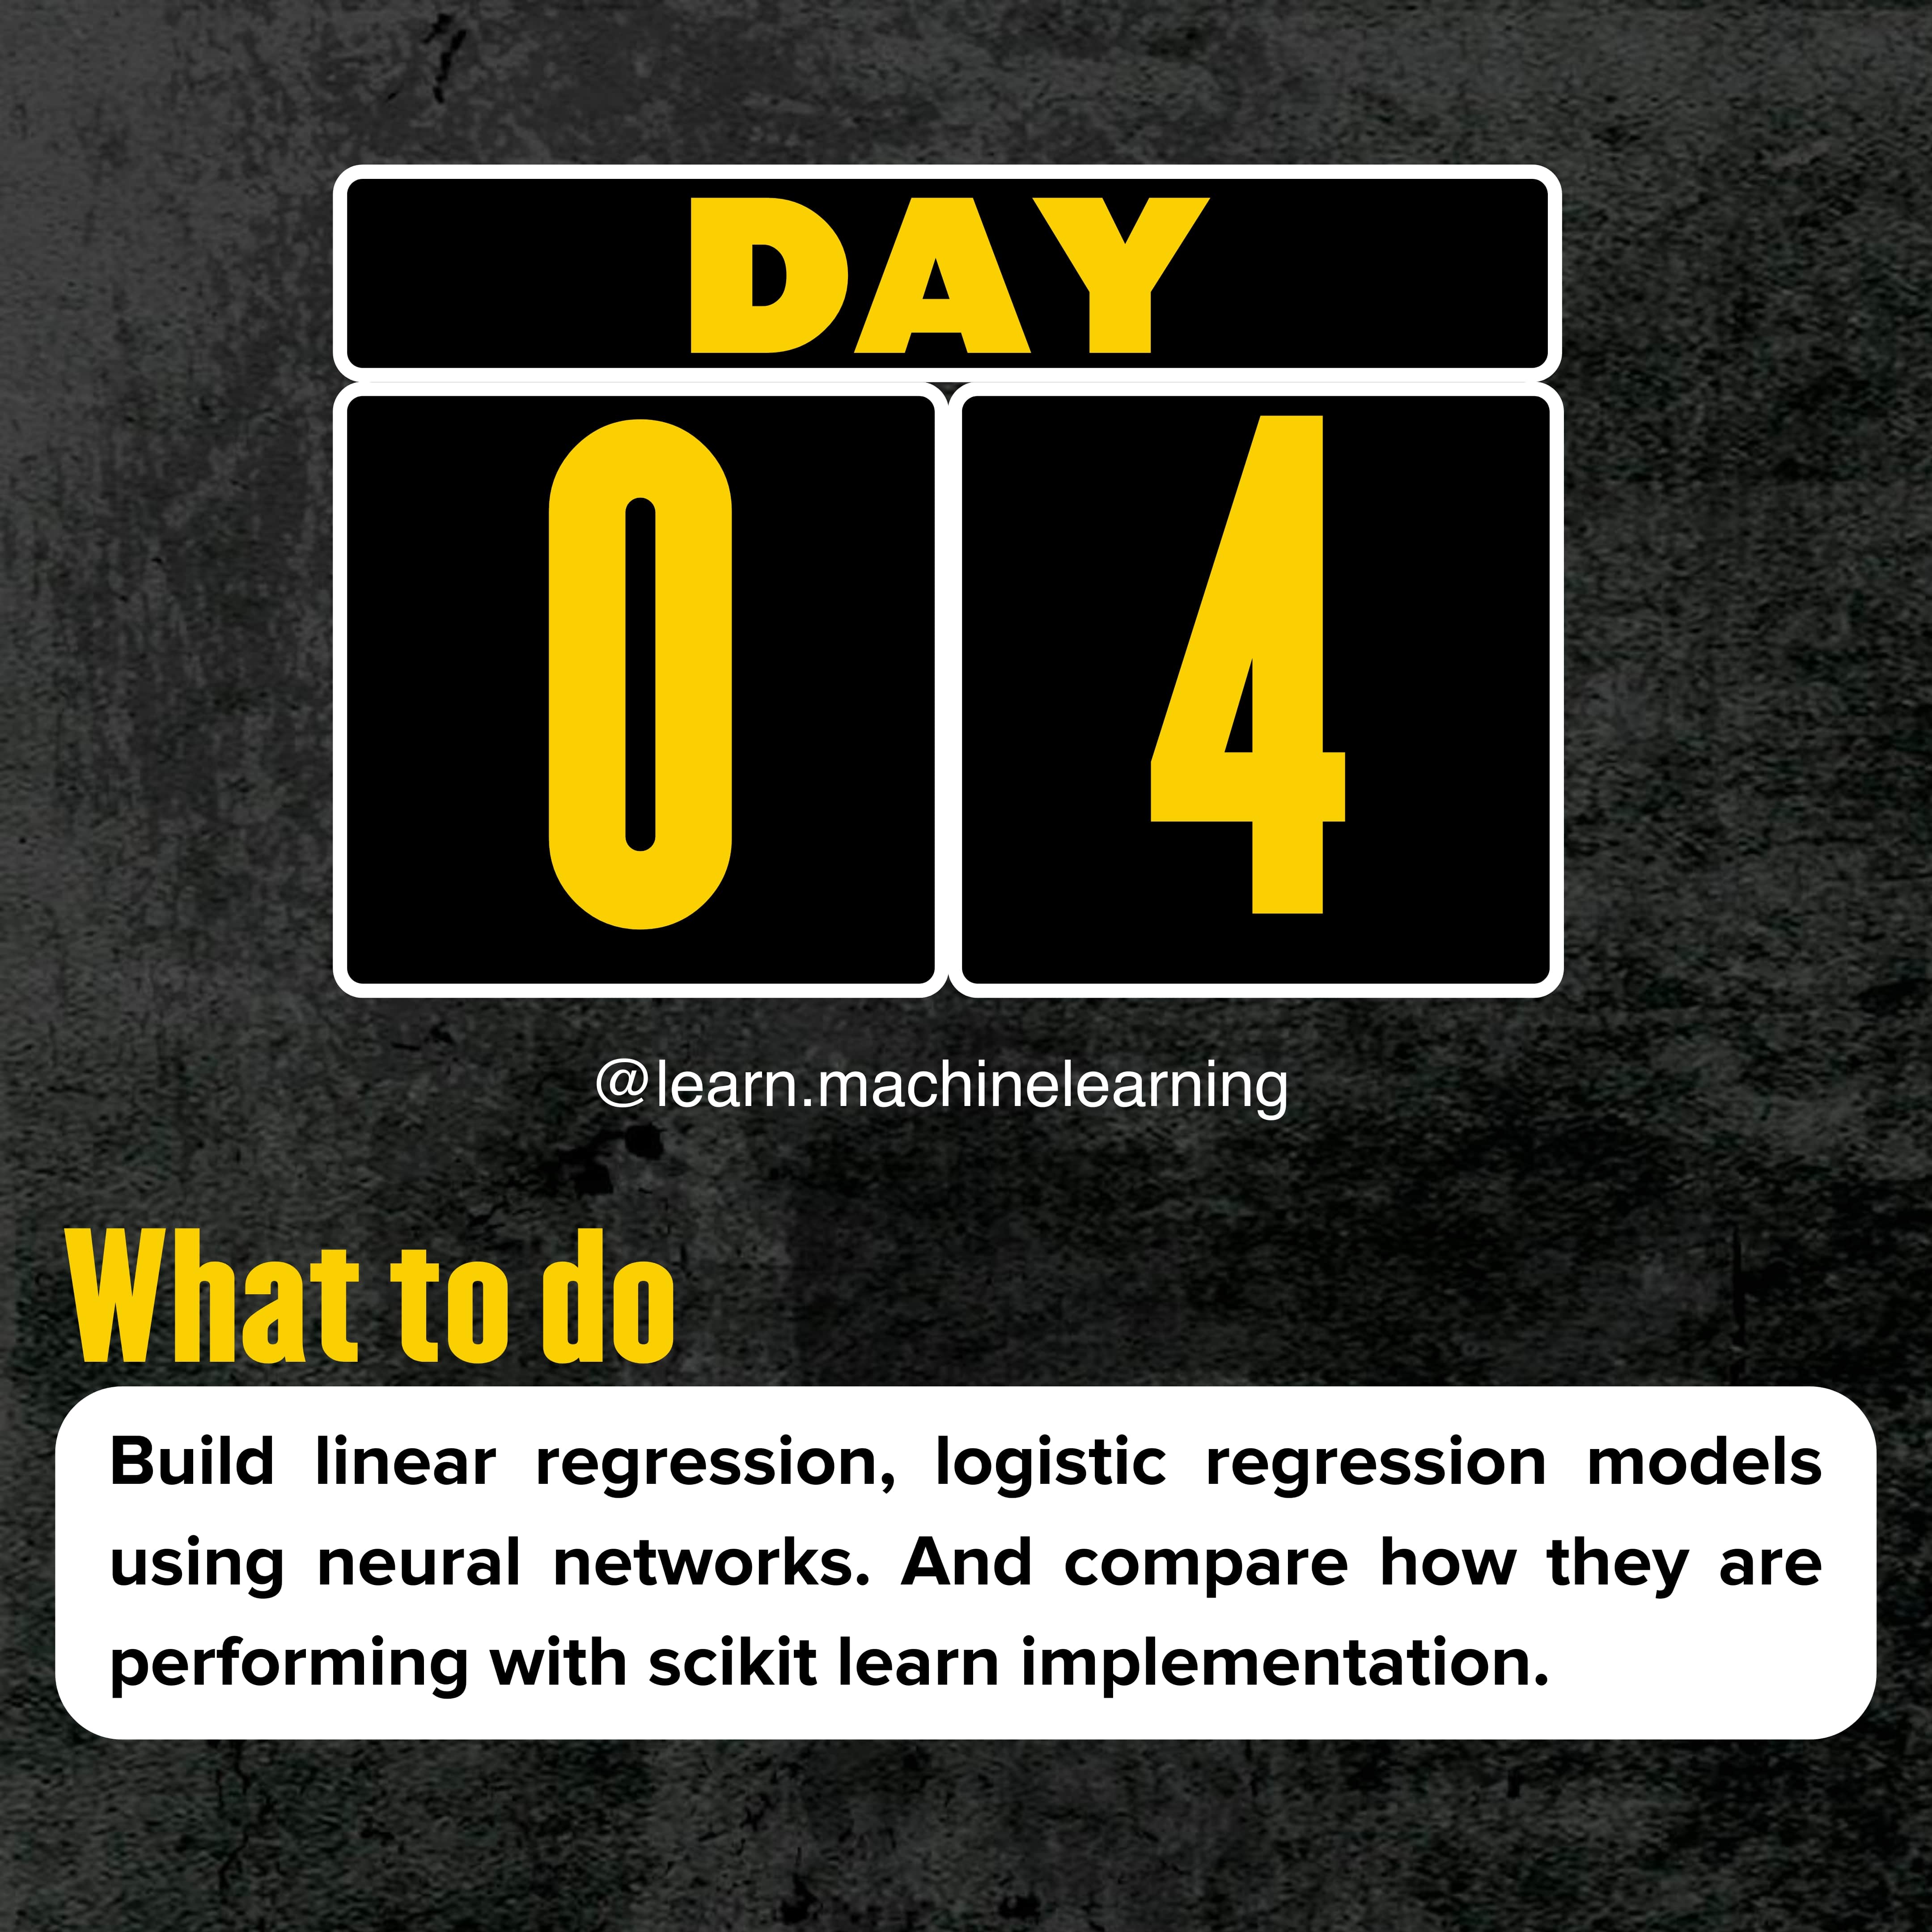 DAY
0 4
@learn.machinelearning
What to do
Build linear regression, logistic regression models
using neural networks. And compare how they are
performing with scikit learn implementation.